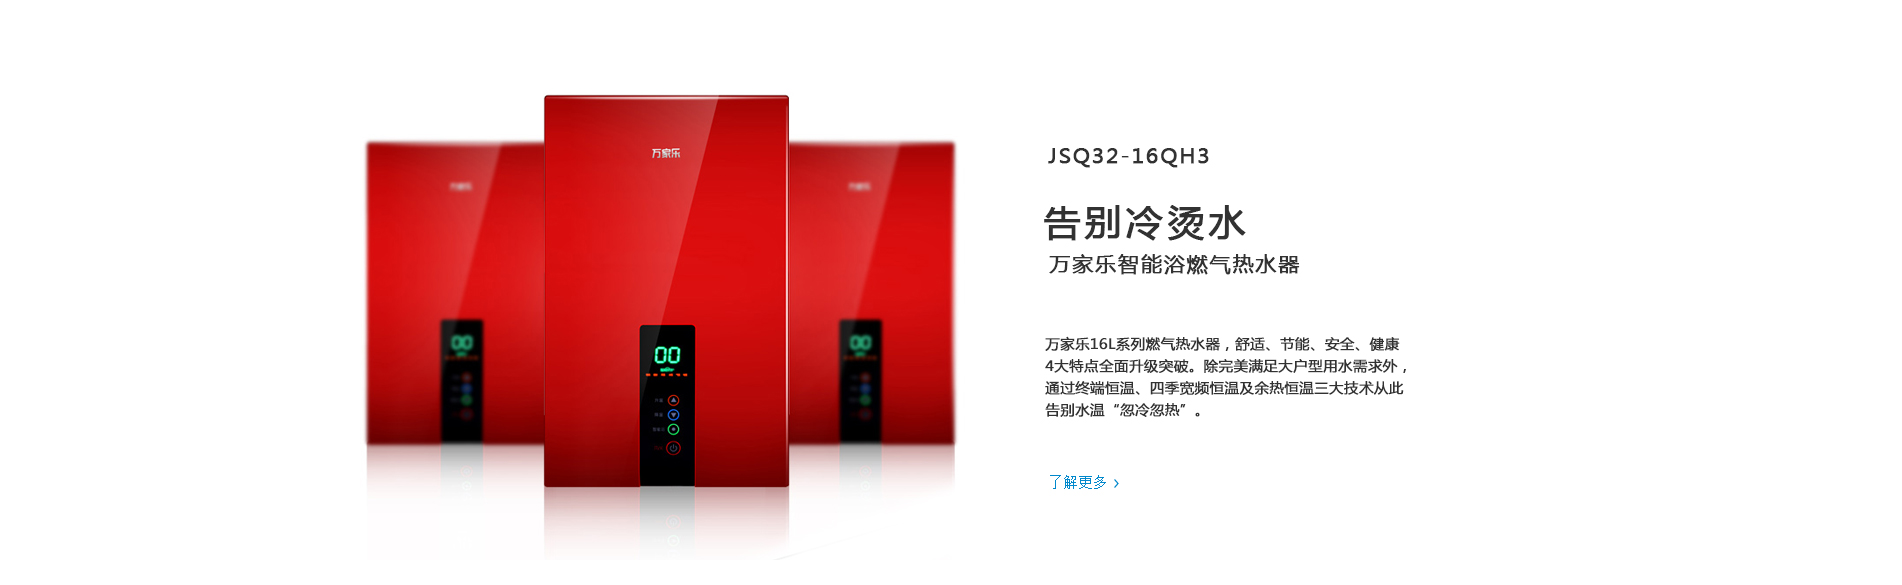 万家乐
00
JSQ32-16QH3
告别冷烫水
万家乐智能浴燃气热水器
万家乐16L系列燃气热水器，舒适、节能、安全、健康
4大特点全面升级突破。除完美满足大户型用水需求外，
通过终端恒温、四季宽频恒温及余热恒温三大技术从此
告别水温“忽冷忽热”。
了解更多 ›